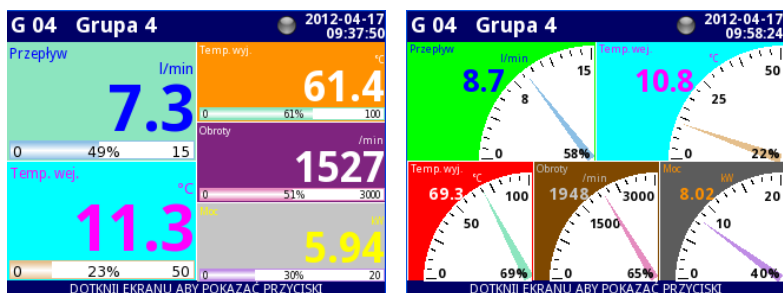 G 04 Grupa 4 2012-04-17
09:37:50
Przepływ
l/min
7.3
0 49% 15
Temp. wej.
°C
11.3
0 23% 50
Temp. wyj.
°C
61.4
0 61% 100
Obroty
/min
1527
0 51% 3000
Moc
kW
5.94
0 30% 20
DOTKNIJ EKRANU ABY POKAZAĆ PRZYCISKI
G 04 Grupa 4 2012-04-17
09:58:24
Przepływ
l/min
8.7
15
8
0
58%
Temp. wej.
°C
10.8
50
25
0
22%
Temp. wyj.
°C
69.3
100
50
0
69%
Obroty
/min
1948
3000
1500
0
65%
Moc
kW
8.02
20
10
0
40%
DOTKNIJ EKRANU ABY POKAZAĆ PRZYCISKI